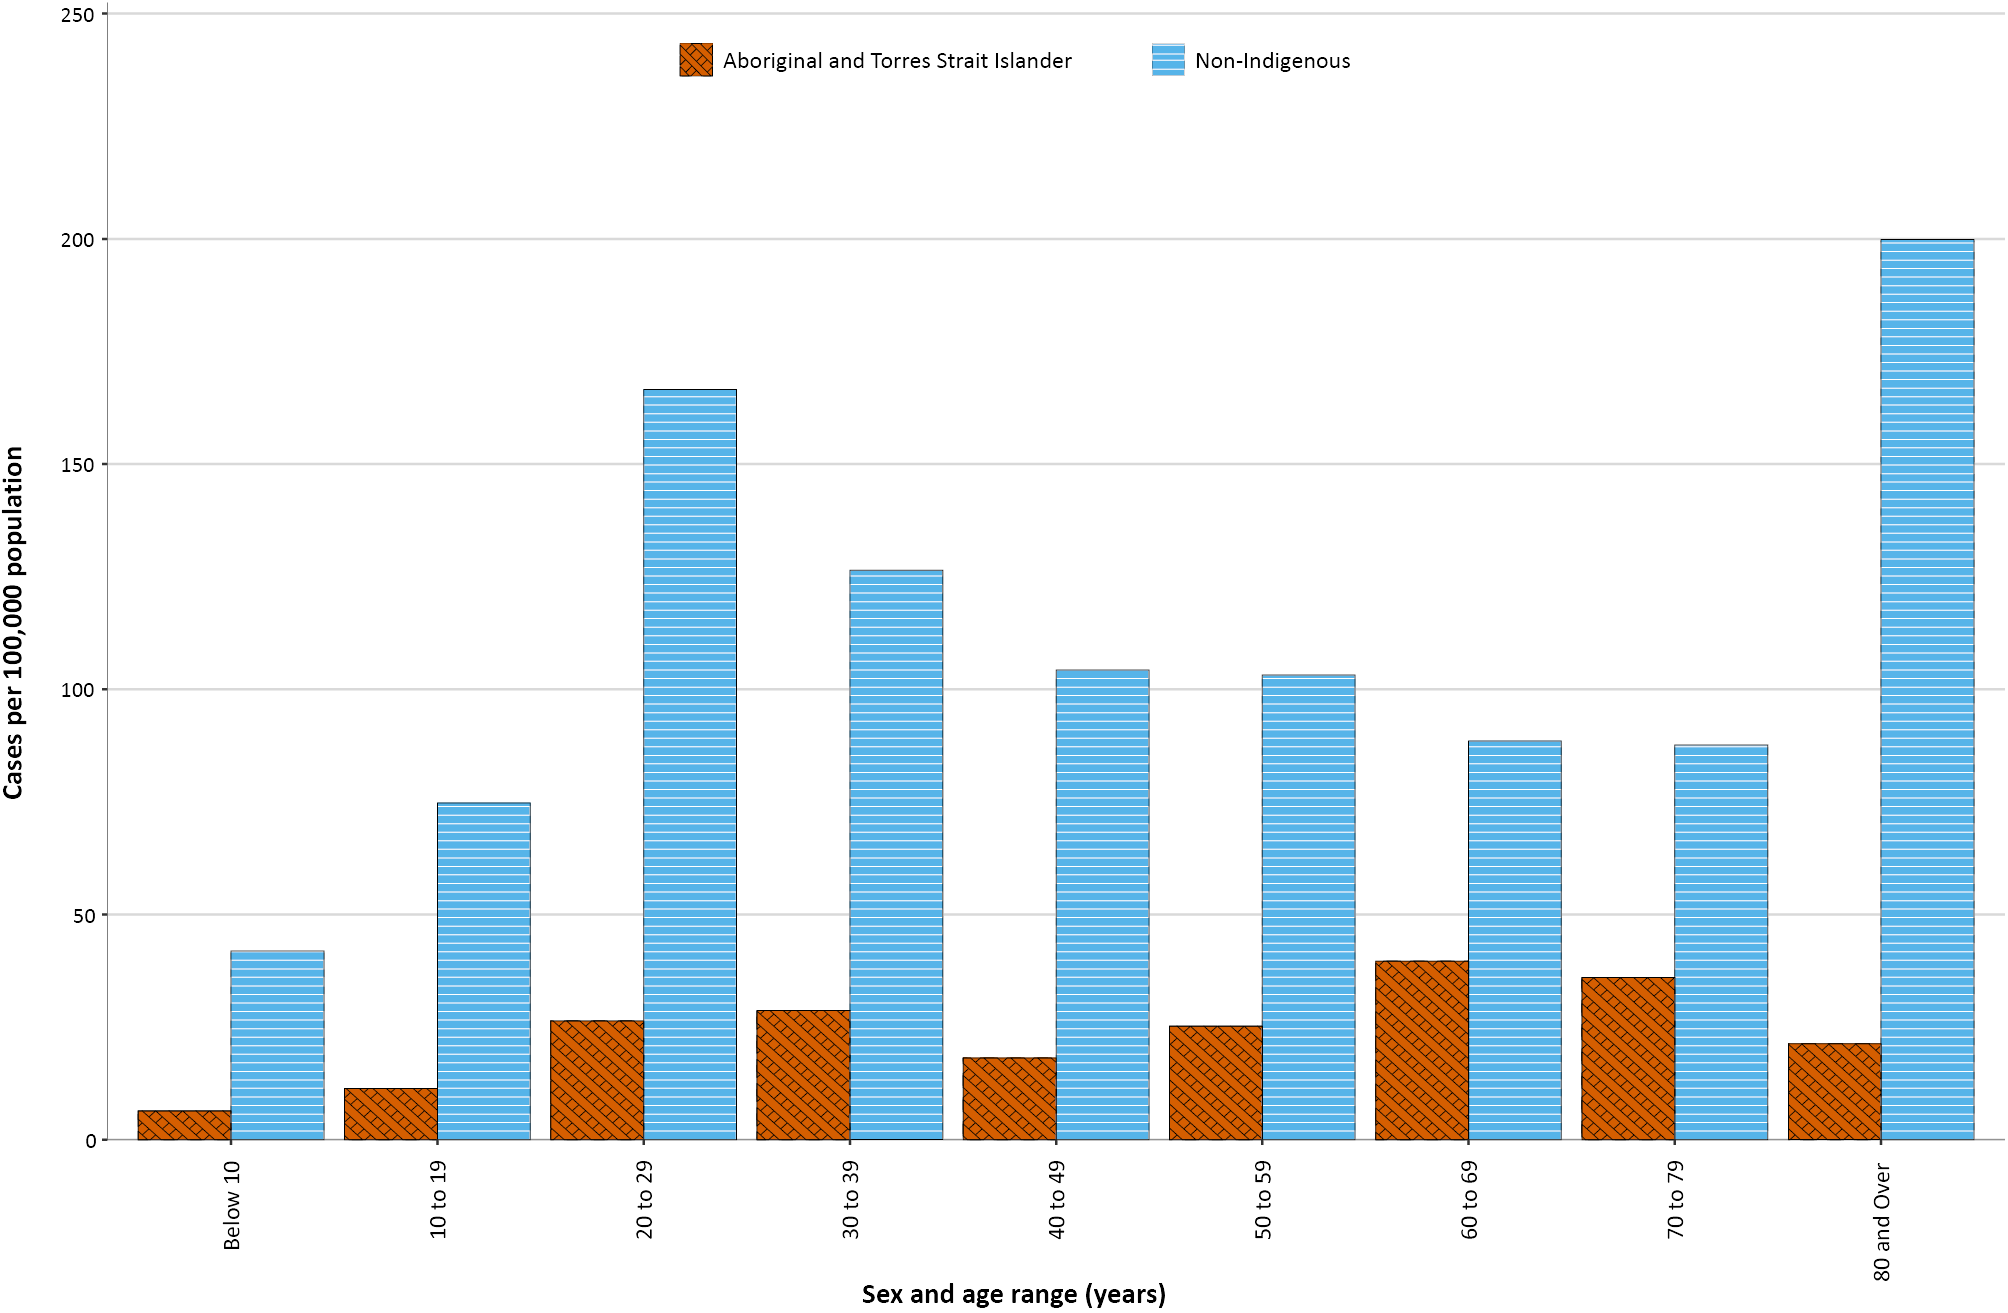 Aboriginal and Torres Strait Islander
Non-Indigenous
Cases per 100,000 population
250
200
150
100
50
0
Below 10
10 to 19
20 to 29
30 to 39
40 to 49
50 to 59
60 to 69
70 to 79
80 and Over
Sex and age range (years)